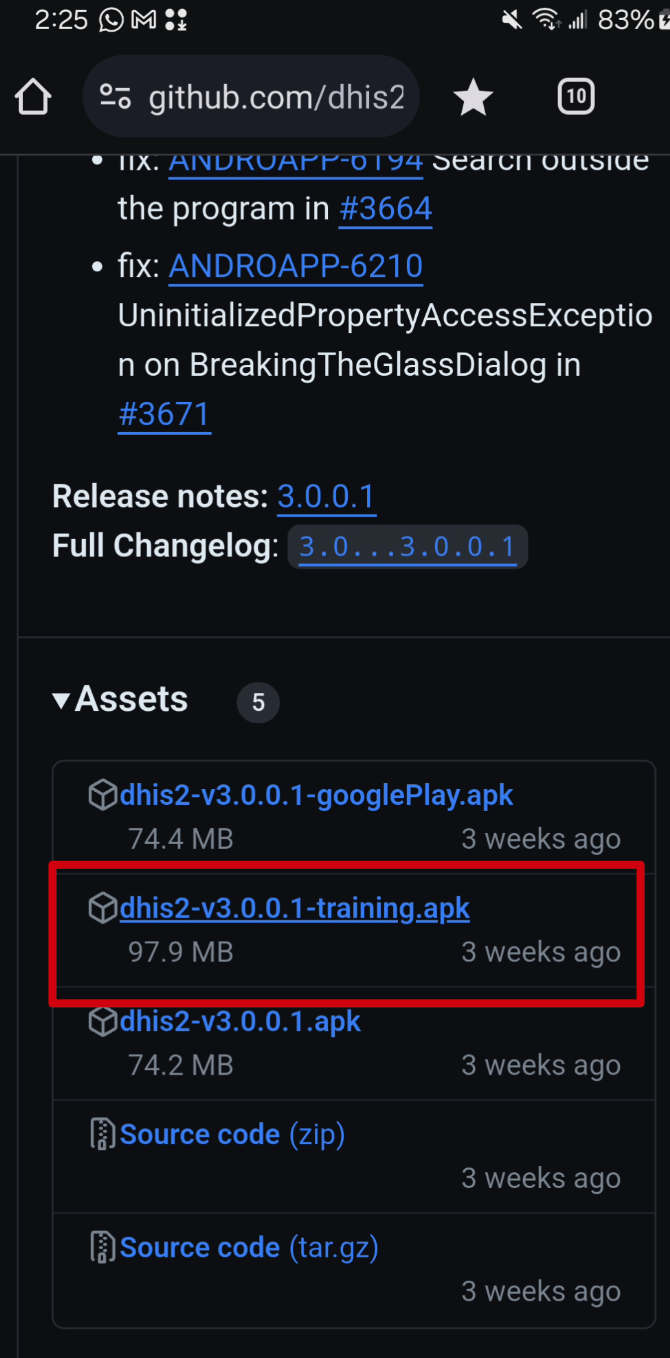 2:25
83%
github.com/dhis2
10
fix: ANDROAPP-6194 Search outside
the program in #3664
fix: ANDROAPP-6210
UninitializedPropertyAccessExceptio
n on BreakingTheGlassDialog in
#3671
Release notes: 3.0.0.1
Full Changelog: 3.0...3.0.0.1
Assets 5
dhis2-v3.0.0.1-googlePlay.apk
74.4 MB 3 weeks ago
dhis2-v3.0.0.1-training.apk
97.9 MB 3 weeks ago
dhis2-v3.0.0.1.apk
74.2 MB 3 weeks ago
Source code (zip)
3 weeks ago
Source code (tar.gz)
3 weeks ago